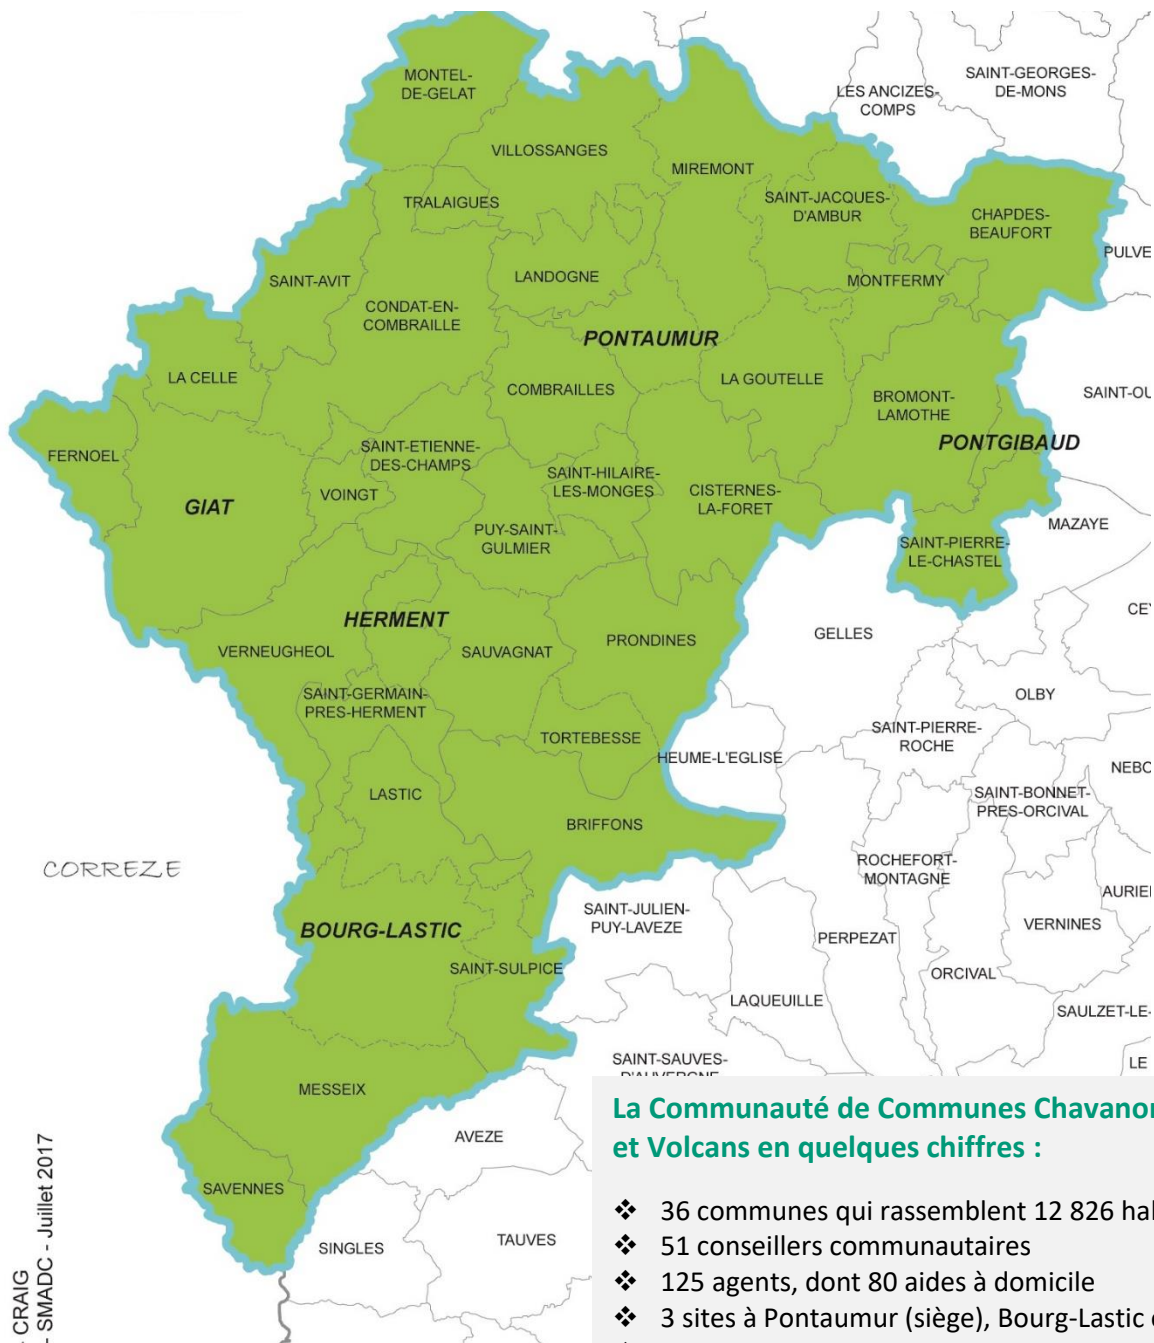 MONTEL-
DE-GELAT
LES ANCIZES-
COMPS
SAINT-GEORGES-
DE-MONS
VILLOSSANGES
MIREMONT
TRALAIGUES
SAINT-JACQUES-
D'AMBUR
CHAPDES-
BEAUFORT
PULVE
SAINT-AVIT
LANDOGNE
MONTFERMY
CONDAT-EN-
COMBRAILLE
PONTAUMUR
LA CELLE
COMBRAILLES
LA GOUTELLE
BROMONT-
LAMOTHE
SAINT-OU
FERNOEL
SAINT-ETIENNE-
DES-CHAMPS
PONTGIBAUD
GIAT
VOINGT
SAINT-HILAIRE-
LES-MONGES
CISTERNES-
LA-FORET
MAZAYE
PUY-SAINT-
GULMIER
SAINT-PIERRE-
LE-CHASTEL
HERMENT
CEY
VERNEUGHEOL
SAUVAGNAT
PRONDINES
GELLES
SAINT-GERMAIN-
PRES-HERMENT
OLBY
TORTEBESSE
SAINT-PIERRE-
ROCHE
HEUME-L'EGLISE
NEBO
LASTIC
SAINT-BONNET-
PRES-ORCIVAL
BRIFFONS
CORREZE
ROCHEFORT-
MONTAGNE
AURIE
SAINT-JULIEN-
PUY-LAVEZE
VERNINES
BOURG-LASTIC
PERPEZAT
SAINT-SULPICE
ORCIVAL
LAQUEUILLE
SAULZET-LE-
SAINT-SAUVES-
D'AUVERGNE
LE
MESSEIX
AVEZE
SAVENNES
SINGLES
TAUVES
CRAIG
- SMADC - Juillet 2017
La Communauté de Communes Chavanon
et Volcans en quelques chiffres :
❖ 36 communes qui rassemblent 12 826 hal
❖ 51 conseillers communautaires
❖ 125 agents, dont 80 aides à domicile
❖ 3 sites à Pontaumur (siège), Bourg-Lastic